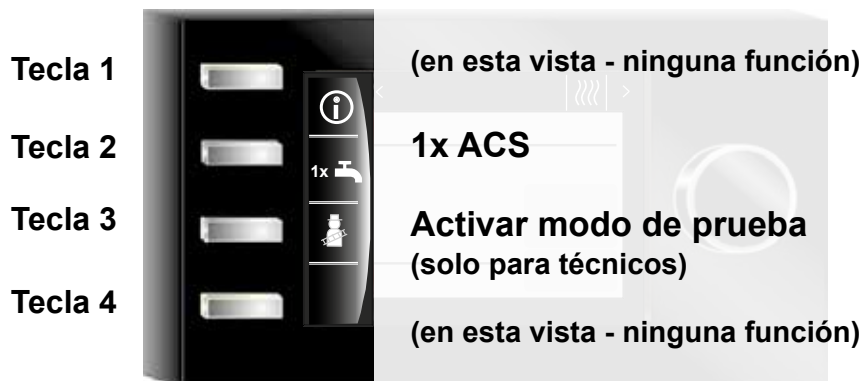 Tecla 1
(en esta vista - ninguna función)
Tecla 2
1x
1x ACS
Tecla 3
Activar modo de prueba
(solo para técnicos)
Tecla 4
(en esta vista - ninguna función)